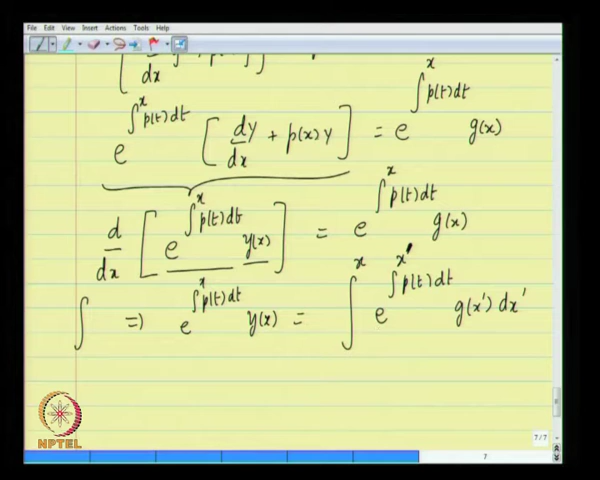 File Edit View Insert Actions Tools Help
d/dx
e^{∫^x p(t)dt} [dy/dx + p(x)y] = e^{∫^x p(t)dt} g(x)
d/dx [e^{∫^x p(t)dt} y(x)] = e^{∫^x p(t)dt} g(x)
∫ ⇒ e^{∫^x p(t)dt} y(x) = ∫^x e^{∫^{x'} p(t)dt} g(x') dx'
NPTEL
7/7
7